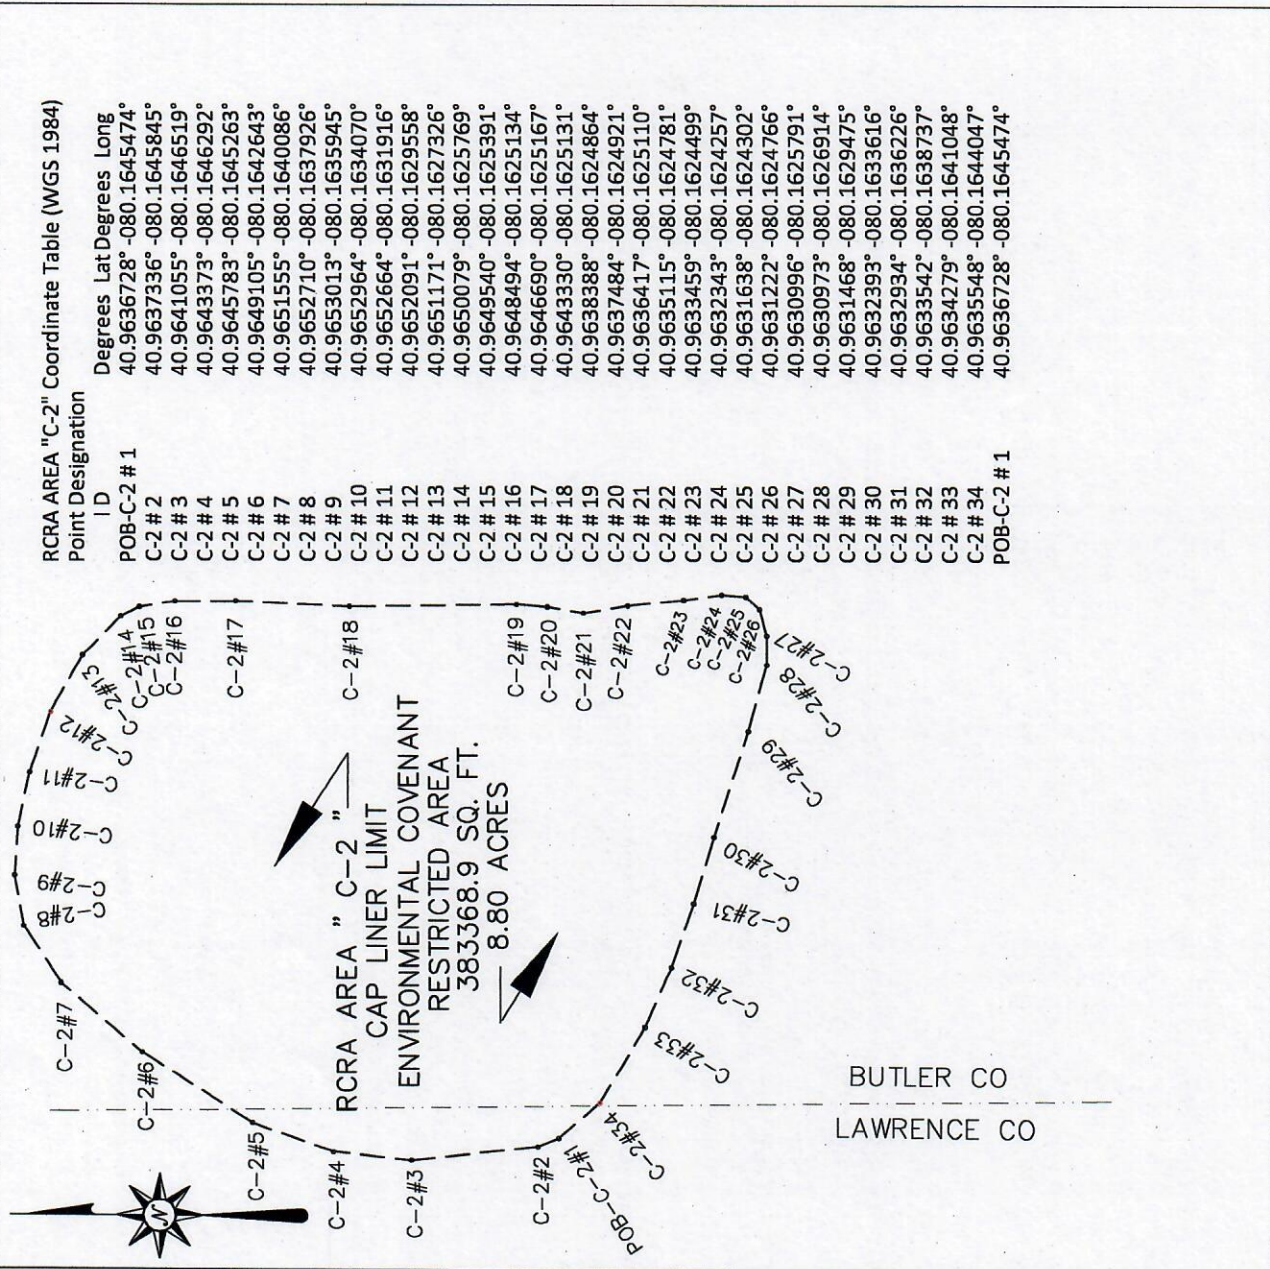 RCRA AREA "C-2" Coordinate Table (WGS 1984)
Point Designation
I D Degrees Lat Degrees Long
POB-C-2 # 1 40.9636728° -080.1645474°
C-2 # 2 40.9637336° -080.1645845°
C-2 # 3 40.9641055° -080.1646519°
C-2 # 4 40.9643373° -080.1646292°
C-2 # 5 40.9645783° -080.1645263°
C-2 # 6 40.9649105° -080.1642643°
C-2 # 7 40.9651555° -080.1640086°
C-2 # 8 40.9652710° -080.1637926°
C-2 # 9 40.9653013° -080.1635945°
C-2 # 10 40.9652964° -080.1634070°
C-2 # 11 40.9652664° -080.1631916°
C-2 # 12 40.9652091° -080.1629558°
C-2 # 13 40.9651171° -080.1627326°
C-2 # 14 40.9650079° -080.1625769°
C-2 # 15 40.9649540° -080.1625391°
C-2 # 16 40.9648494° -080.1625134°
C-2 # 17 40.9646690° -080.1625167°
C-2 # 18 40.9643330° -080.1625131°
C-2 # 19 40.9638388° -080.1624864°
C-2 # 20 40.9637484° -080.1624921°
C-2 # 21 40.9636417° -080.1625110°
C-2 # 22 40.9635115° -080.1624781°
C-2 # 23 40.9633459° -080.1624499°
C-2 # 24 40.9632343° -080.1624257°
C-2 # 25 40.9631638° -080.1624302°
C-2 # 26 40.9631222° -080.1624766°
C-2 # 27 40.9630996° -080.1625791°
C-2 # 28 40.9630973° -080.1626914°
C-2 # 29 40.9631468° -080.1629475°
C-2 # 30 40.9632393° -080.1633616°
C-2 # 31 40.9632934° -080.1636226°
C-2 # 32 40.9633542° -080.1638737°
C-2 # 33 40.9634279° -080.1641048°
C-2 # 34 40.9635548° -080.1644047°
POB-C-2 # 1 40.9636728° -080.1645474°
N
POB-C-2#1
C-2#2
C-2#3
C-2#4
C-2#5
C-2#6
C-2#7
C-2#8
C-2#9
C-2#10
C-2#11
C-2#12
C-2#13
C-2#14
C-2#15
C-2#16
C-2#17
C-2#18
C-2#19
C-2#20
C-2#21
C-2#22
C-2#23
C-2#24
C-2#25
C-2#26
C-2#27
C-2#28
C-2#29
C-2#30
C-2#31
C-2#32
C-2#33
C-2#34
RCRA AREA " C-2 "
CAP LINER LIMIT
ENVIRONMENTAL COVENANT
RESTRICTED AREA
383368.9 SQ. FT.
8.80 ACRES
BUTLER CO
LAWRENCE CO